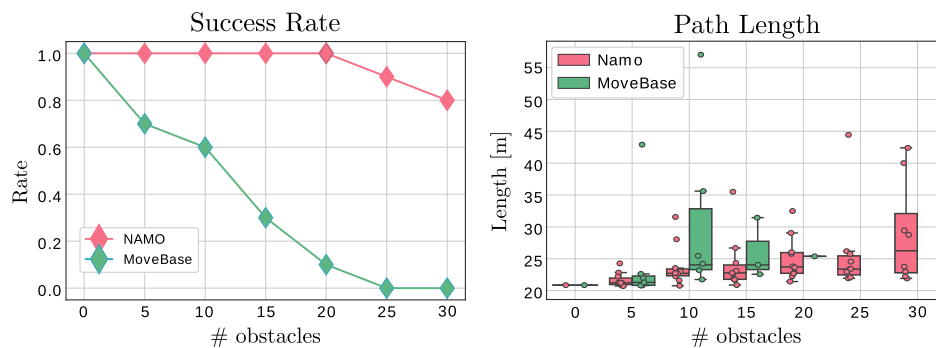 Success Rate
1.0
0.8
0.6
0.4
0.2
0.0
Rate
NAMO
MoveBase
0 5 10 15 20 25 30
# obstacles
Path Length
Namo
MoveBase
55
50
45
40
35
30
25
20
Length [m]
0 5 10 15 20 25 30
# obstacles